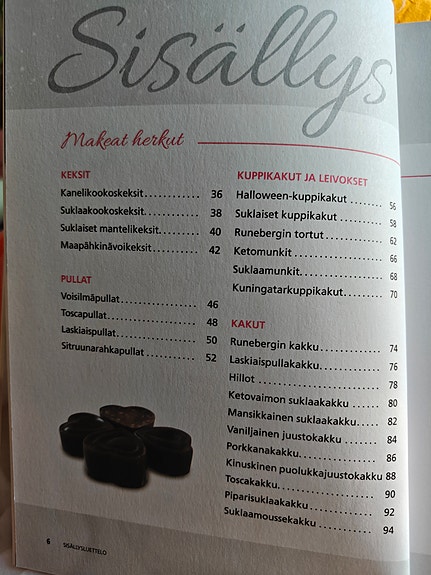 Sisällys
Makeat herkut
KEKSIT
Kanelikookoskeksit............ 36
Suklaakookoskeksit............ 38
Suklaiset mantelikeksit........ 40
Maapähkinävoikeksit.......... 42
PULLAT
Voisilmäpullat.................. 46
Toscapullat..................... 48
Laskiaispullat................... 50
Sitruunarahkapullat ........... 52
KUPPIKAKUT JA LEIVOKSET
Halloween-kuppikakut ....... 56
Suklaiset kuppikakut ......... 58
Runebergin tortut............. 62
Ketomunkit.................... 66
Suklaamunkit.................. 68
Kuningatarkuppikakut........ 70
KAKUT
Runebergin kakku ............ 74
Laskiaispullakakku ............ 76
Hillot .......................... 78
Ketovaimon suklaakakku .... 80
Mansikkainen suklaakakku.... 82
Vaniljainen juustokakku ..... 84
Porkkanakakku................ 86
Kinuskinen puolukkajuustokakku 88
Toscakakku.................... 90
Piparisuklaakakku ............ 92
Suklaamoussekakku .......... 94
6 SISÄLLYSLUETTELO